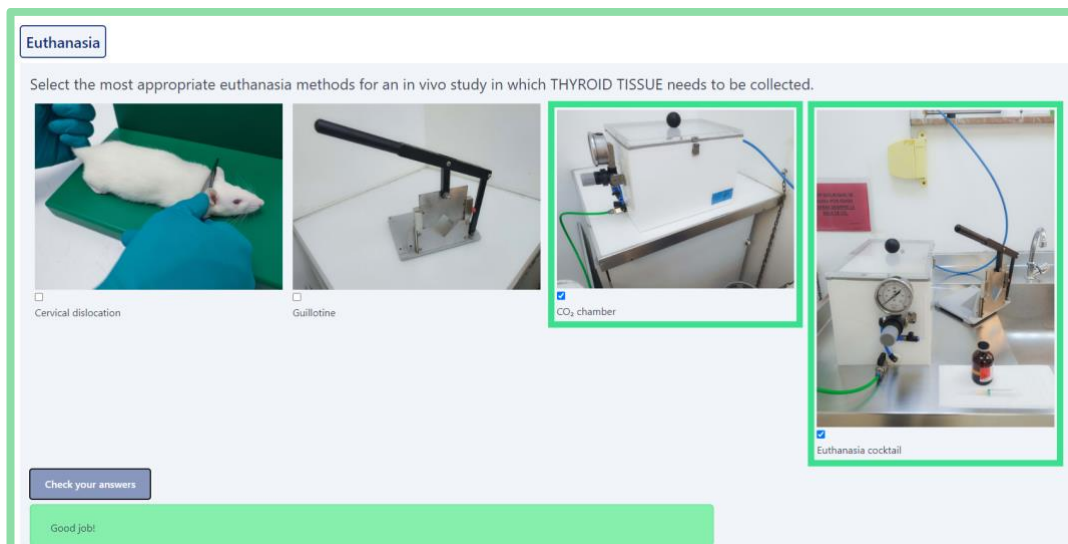 Euthanasia
Select the most appropriate euthanasia methods for an in vivo study in which THYROID TISSUE needs to be collected.
Cervical dislocation
Guillotine
CO₂ chamber
Euthanasia cocktail
Check your answers
Good job!